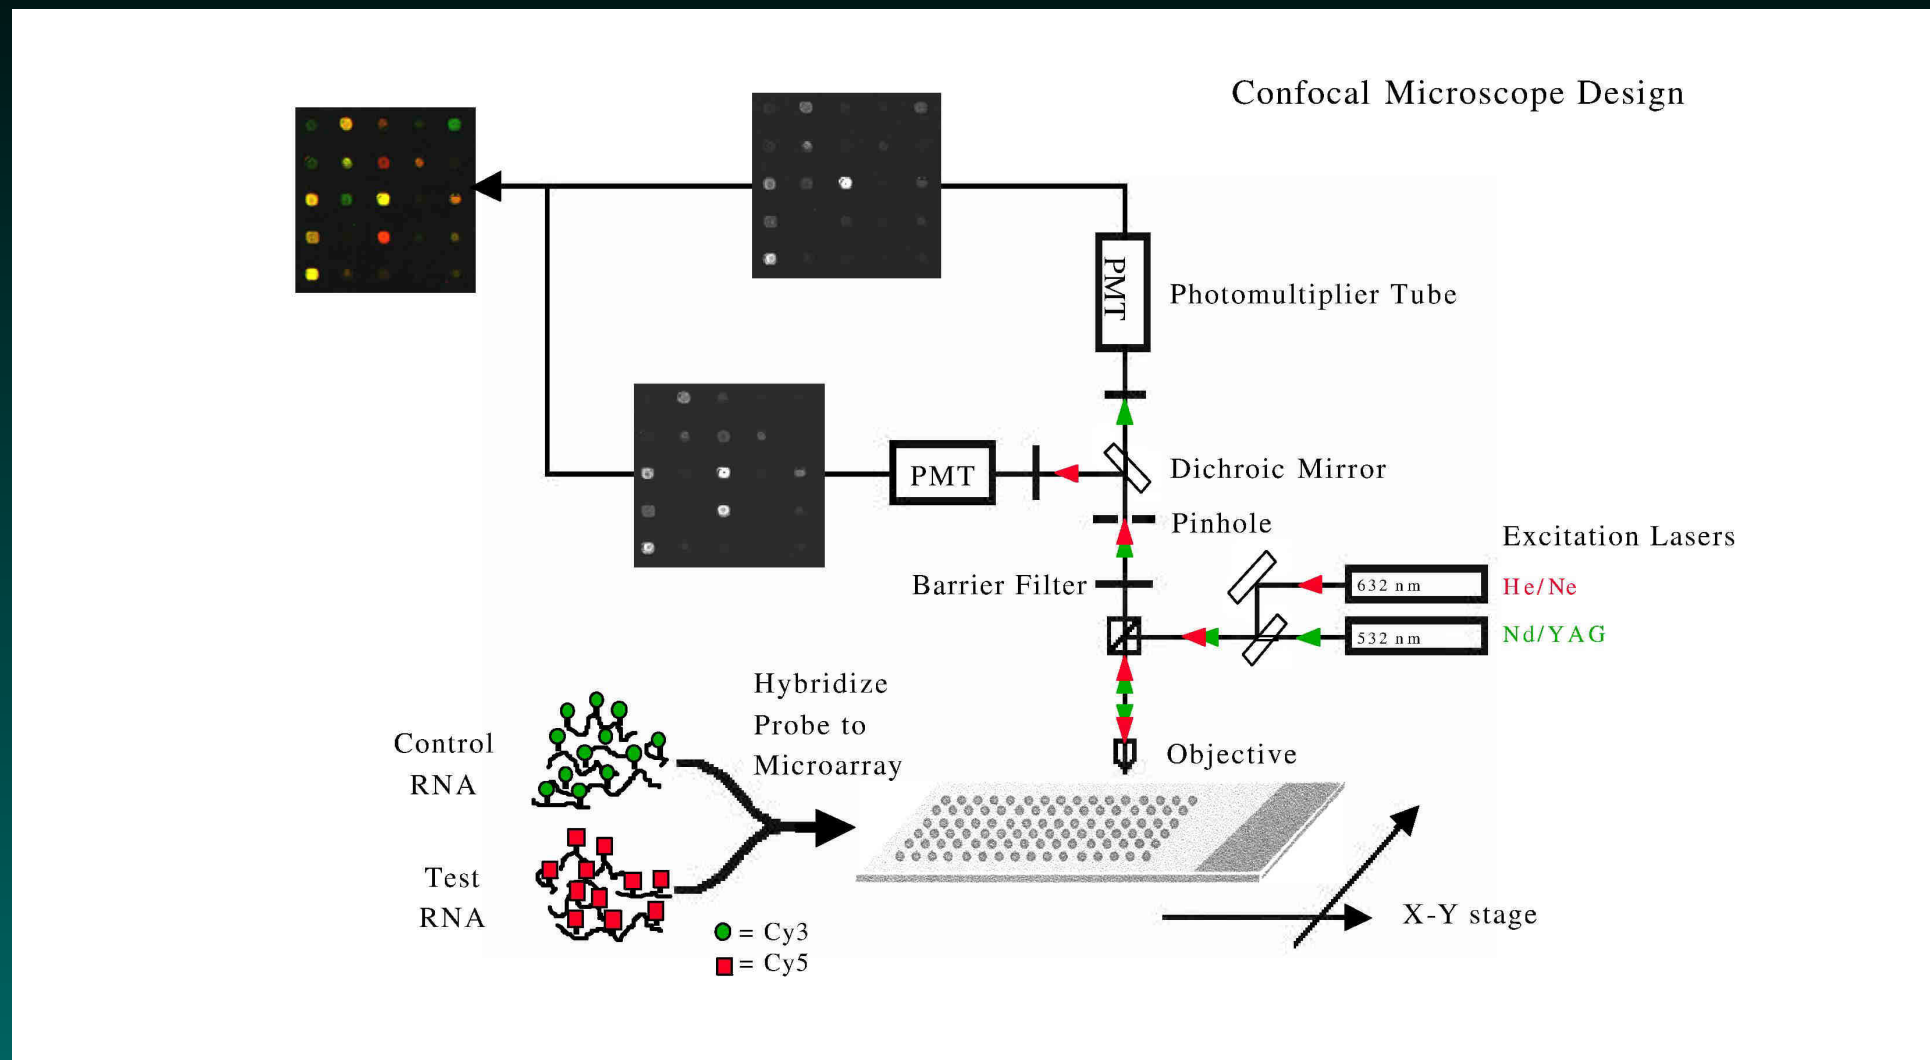 Confocal Microscope Design
PMT
Photomultiplier Tube
PMT
Dichroic Mirror
Pinhole
Excitation Lasers
Barrier Filter
632 nm
He/Ne
532 nm
Nd/YAG
Hybridize
Probe to
Microarray
Control
RNA
Objective
Test
RNA
X-Y stage
= Cy3
= Cy5